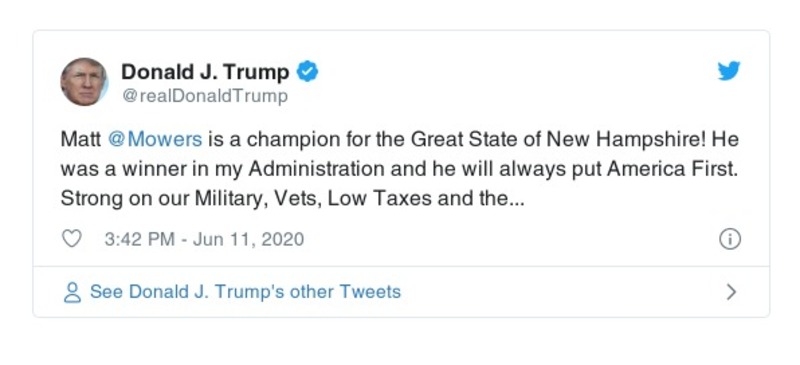 Donald J. Trump
@realDonaldTrump
Matt @Mowers is a champion for the Great State of New Hampshire! He
was a winner in my Administration and he will always put America First.
Strong on our Military, Vets, Low Taxes and the...
3:42 PM - Jun 11, 2020
See Donald J. Trump's other Tweets